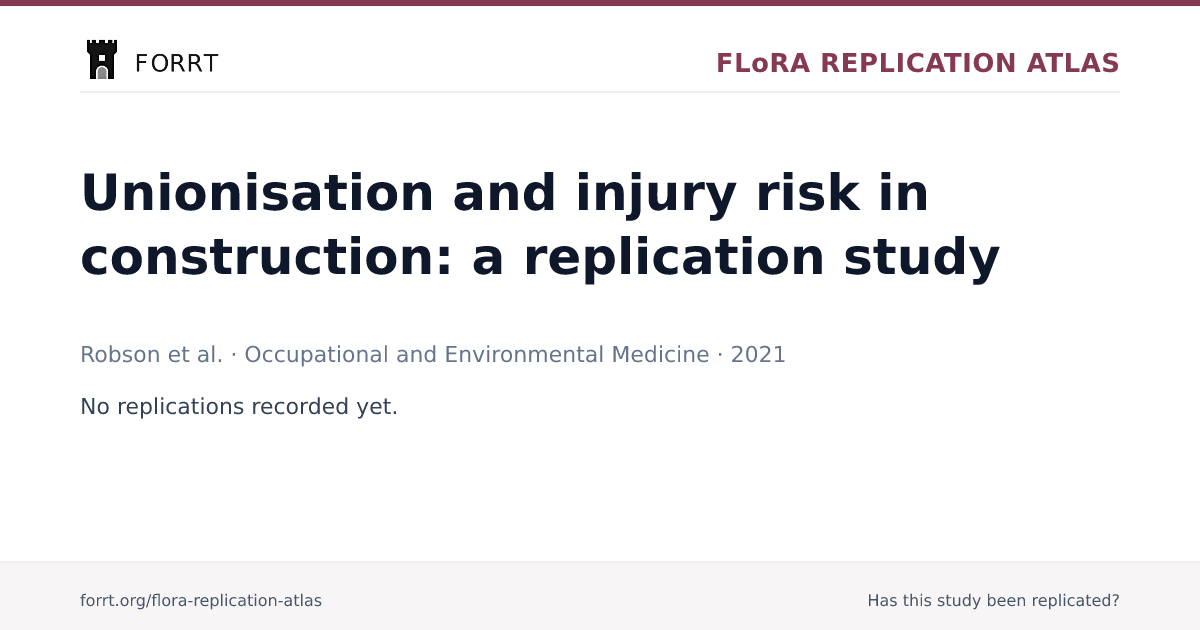 FORRT
FLoRA REPLICATION ATLAS
Unionisation and injury risk in
construction: a replication study
Robson et al. · Occupational and Environmental Medicine · 2021
No replications recorded yet.
forrt.org/flora-replication-atlas
Has this study been replicated?